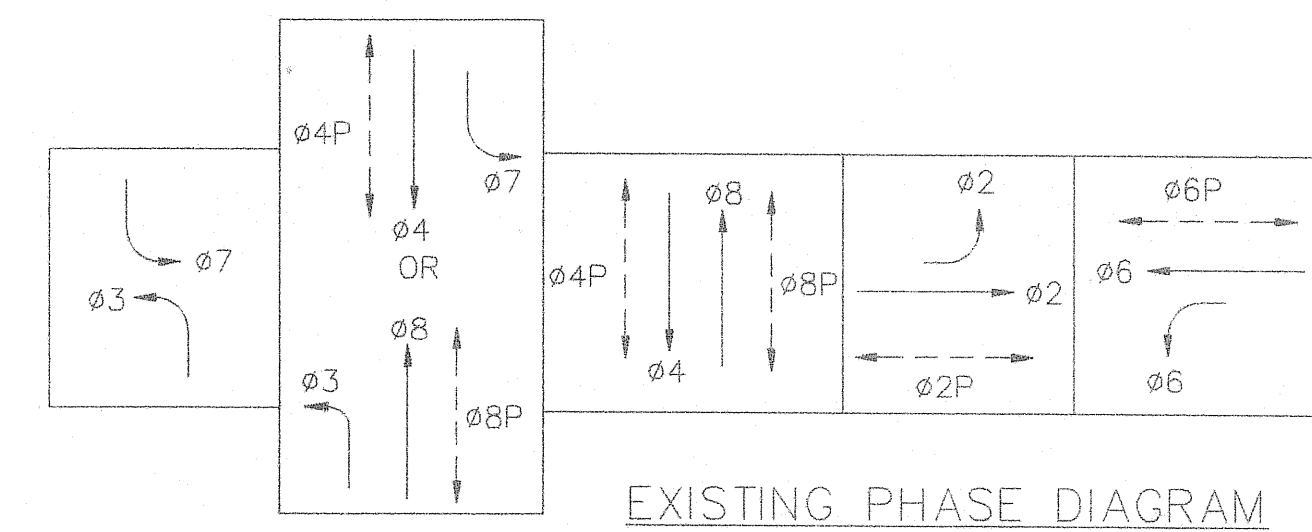 ø7
ø3
ø4P
ø7
ø4
OR
ø8
ø3
ø8P
ø4P
ø8
ø8P
ø4
ø2
ø2
ø2P
ø6P
ø6
ø6
EXISTING PHASE DIAGRAM